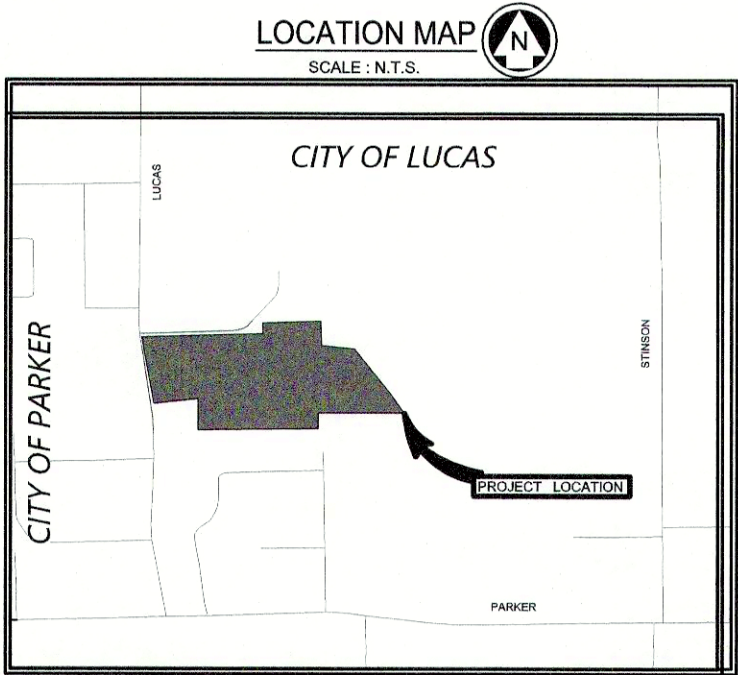 LOCATION MAP
N
SCALE : N.T.S.
CITY OF LUCAS
LUCAS
CITY OF PARKER
STINSON
PROJECT LOCATION
PARKER